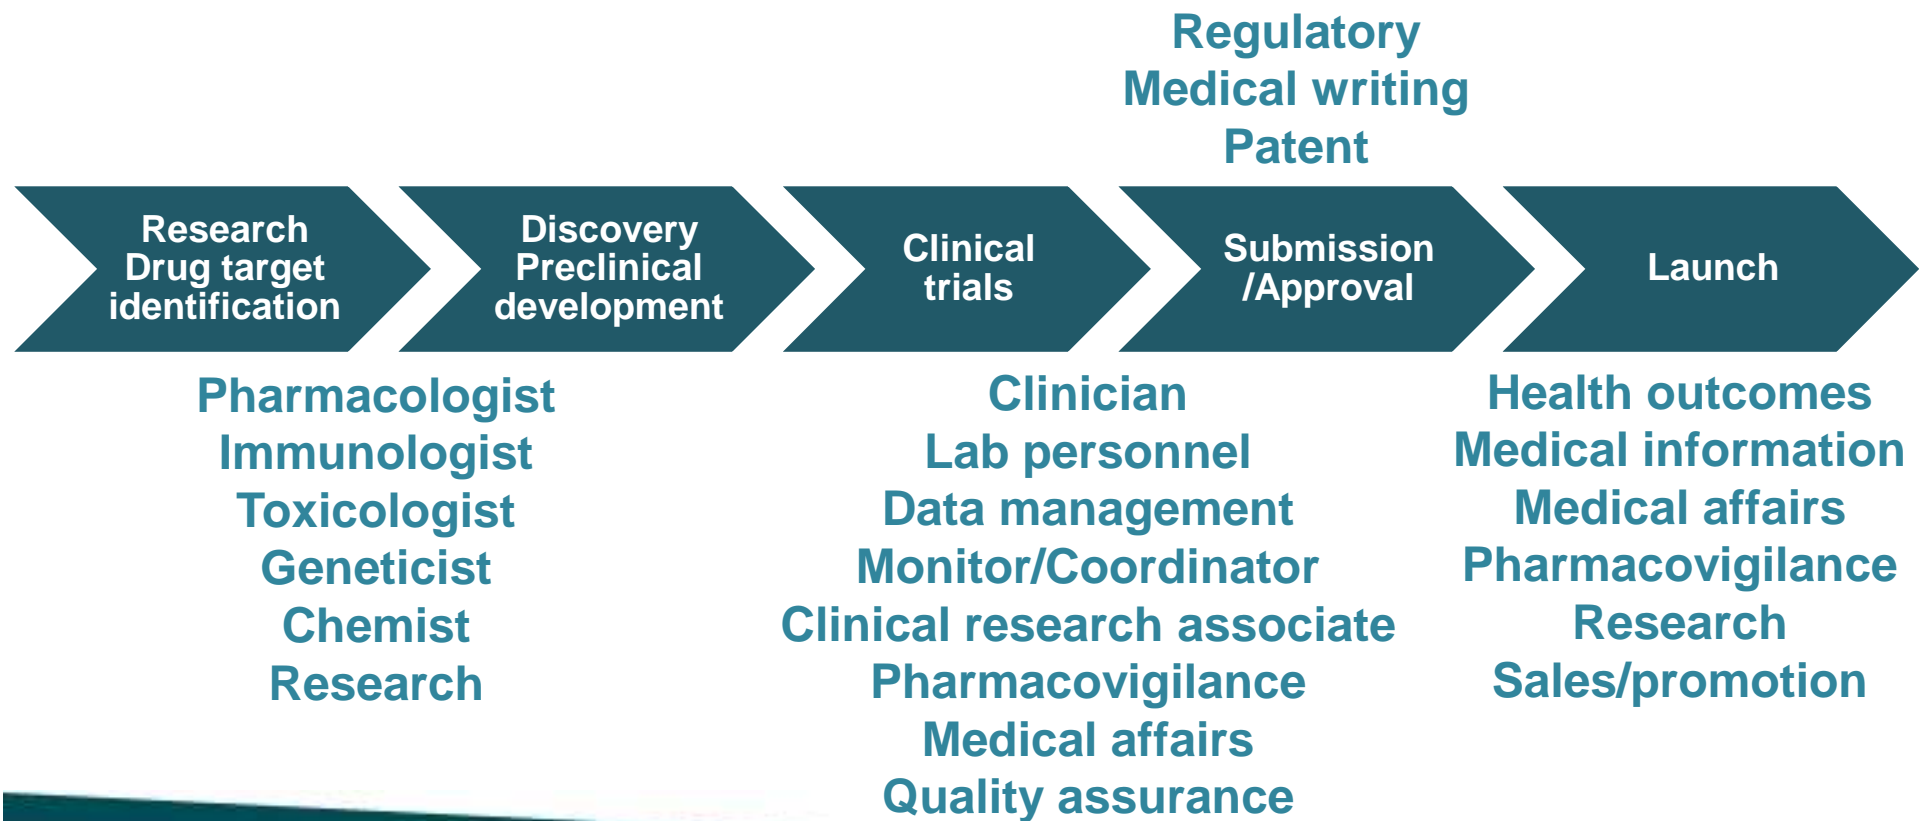 Regulatory
Medical writing
Patent
Research
Drug target
identification
Discovery
Preclinical
development
Clinical
trials
Submission
/Approval
Launch
Pharmacologist
Immunologist
Toxicologist
Geneticist
Chemist
Research
Clinician
Lab personnel
Data management
Monitor/Coordinator
Clinical research associate
Pharmacovigilance
Medical affairs
Quality assurance
Health outcomes
Medical information
Medical affairs
Pharmacovigilance
Research
Sales/promotion